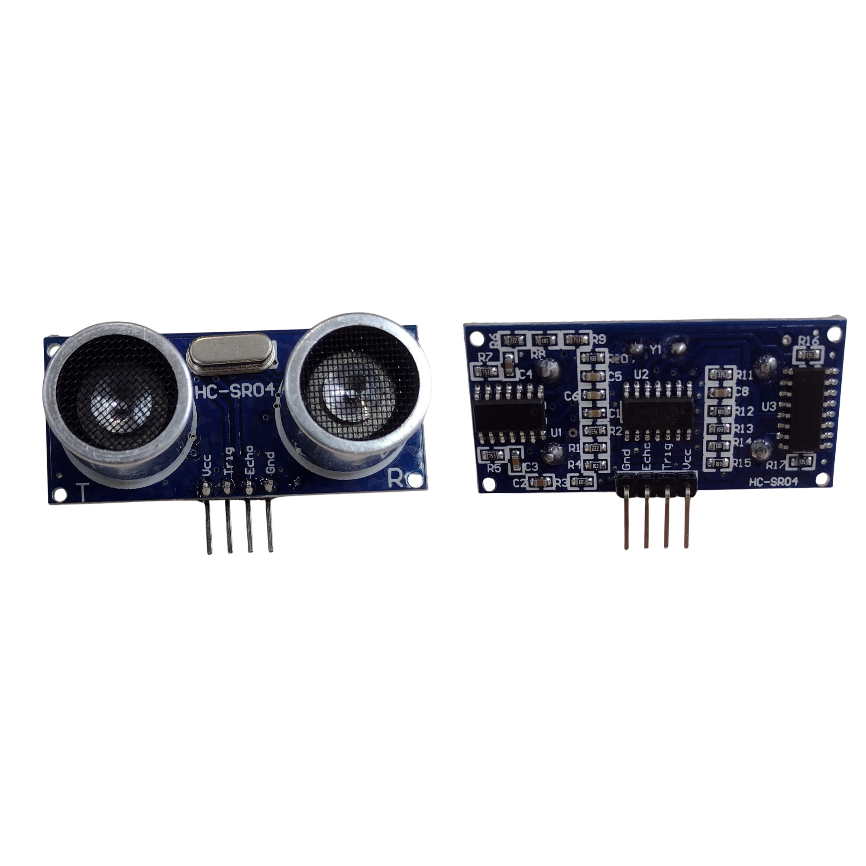 HC-SR04
Vcc
Trig
Echo
Gnd
T
R
R9
R16
R7
R8
R10
Y1
C4
C5
U2
R11
C6
C8
U3
C1
R12
U1
R2
R13
R1
R14
R5
C3
R4
Gnd
Echo
Trig
Vcc
R15
R17
C2
R3
HC-SR04